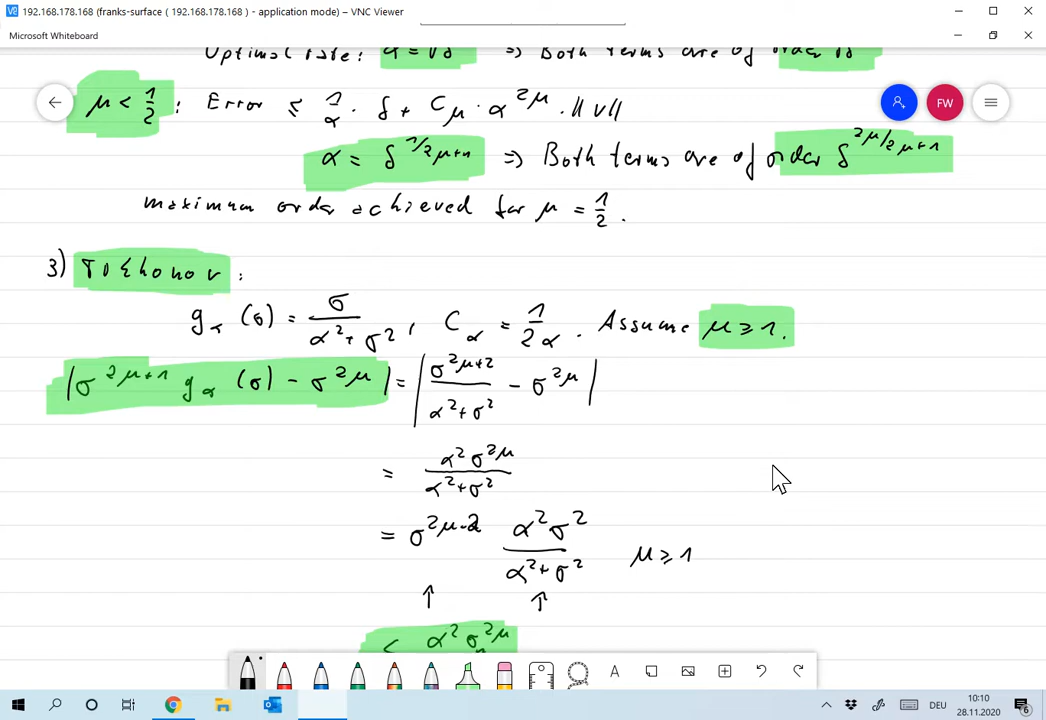 192.168.178.168 (franks-surface ( 192.168.178.168 ) - application mode) – VNC Viewer
Microsoft Whiteboard
Optimal rate: α = √δ ⇒ Both terms are of order √δ
μ < 1/2 : Error ≤ 1/α · δ + C_μ · α^2μ · ||v||
α = δ^1/2μ+1 ⇒ Both terms are of order δ^2μ/2μ+1
maximum order achieved for μ = 1/2.
3) Tikhonov :
g_α (σ) = σ/(α² + σ²), C_α = 1/2α. Assume μ ≥ 1.
|σ^2μ+1 g_α (σ) - σ^2μ| = |σ^2μ+2/(α²+σ²) - σ^2μ|
= α²σ^2μ/(α²+σ²)
= σ^2μ-2 α²σ²/(α²+σ²) μ ≥ 1
↑ ↑
≤ α² σ^2μ
A
FW
DEU
10:10
28.11.2020
6